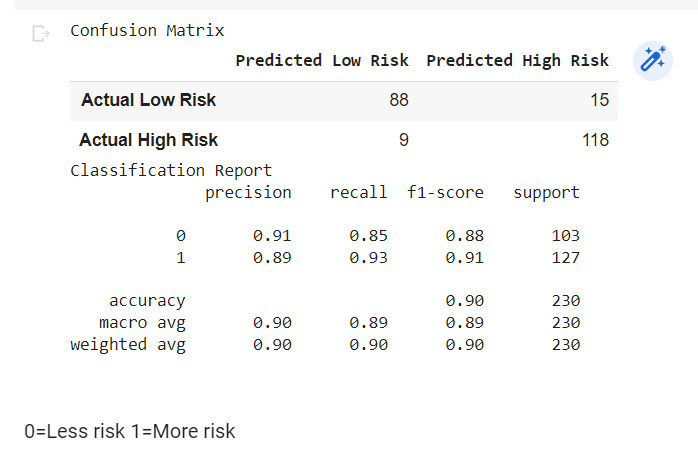 Confusion Matrix
Predicted Low Risk Predicted High Risk
Actual Low Risk 88 15
Actual High Risk 9 118
Classification Report
precision recall f1-score support
0 0.91 0.85 0.88 103
1 0.89 0.93 0.91 127
accuracy 0.90 230
macro avg 0.90 0.89 0.89 230
weighted avg 0.90 0.90 0.90 230
0=Less risk 1=More risk